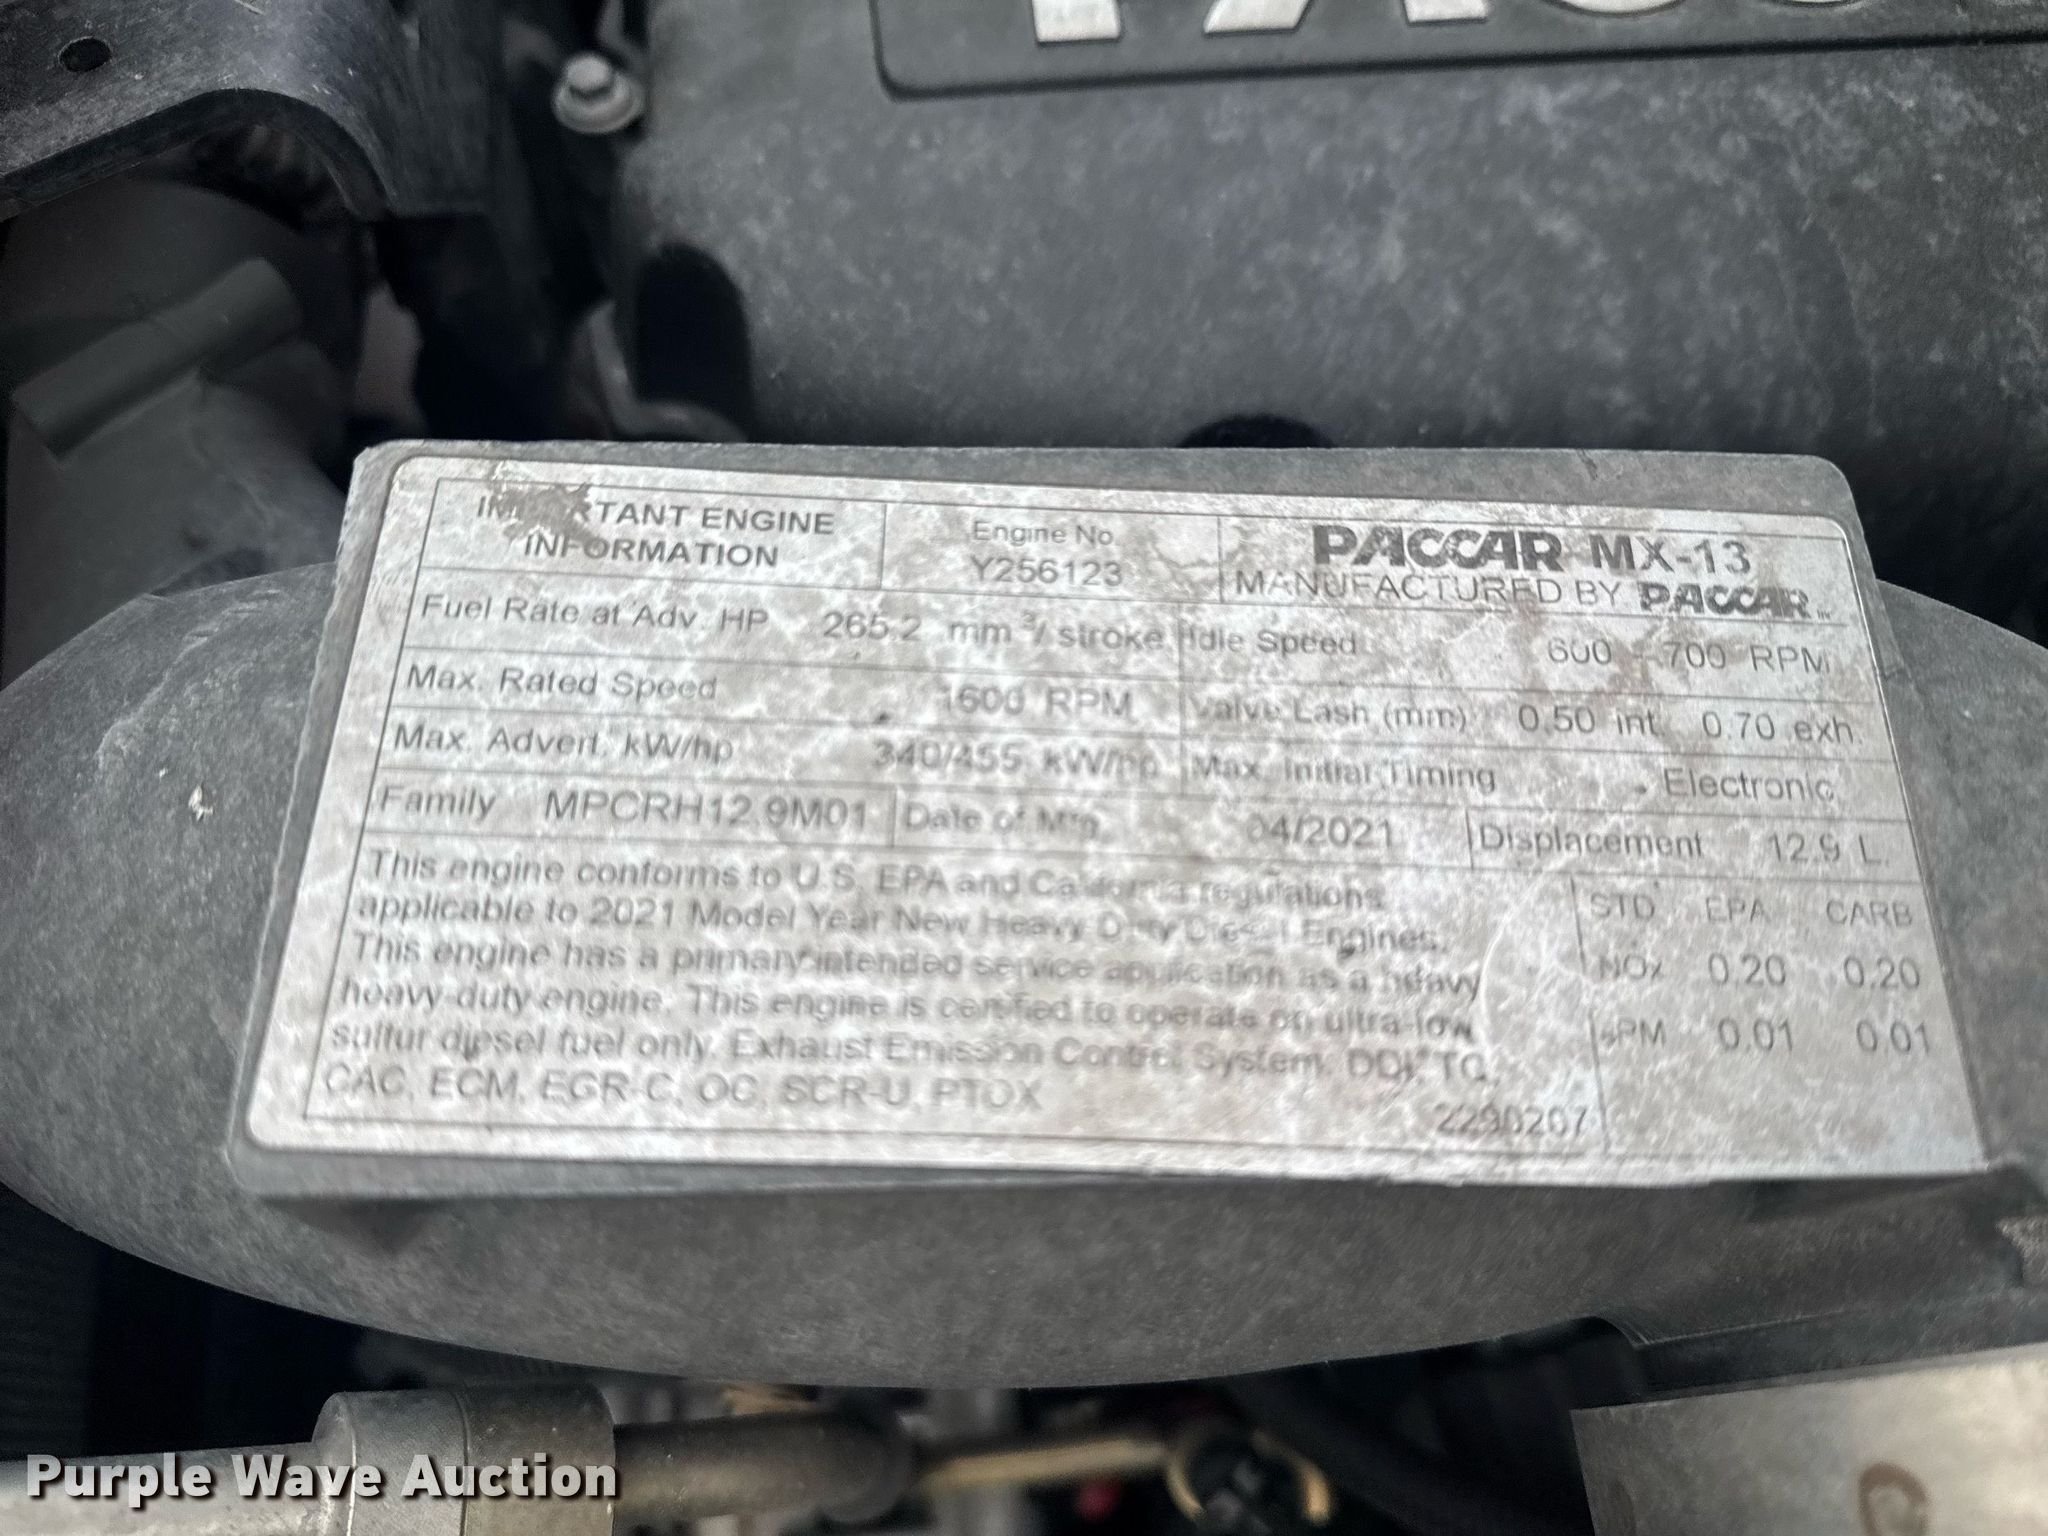 IMPORTANT ENGINE
INFORMATION
Engine No.
Y256123
PACCAR MX-13
MANUFACTURED BY PACCAR
Fuel Rate at Adv. HP 265.2 mm³/ stroke Idle Speed 600 - 700 RPM
Max. Rated Speed 1600 RPM Valve Lash (mm) 0.50 int. 0.70 exh.
Max. Advert. kW/hp 340/455 kW/hp Max. Initial Timing Electronic
Family MPCRH12.9M01 Date of Mfg. 04/2021 Displacement 12.9 L.
This engine conforms to U.S. EPA and California regulations
applicable to 2021 Model Year New Heavy Duty Diesel Engines.
This engine has a primary intended service application as a heavy
heavy-duty engine. This engine is certified to operate on ultra-low
sulfur diesel fuel only. Exhaust Emission Control System: DDI, TC,
CAC, ECM, EGR-C, OC, SCR-U, PTOX
2290207
STD EPA CARB
NOx 0.20 0.20
PM 0.01 0.01
Purple Wave Auction